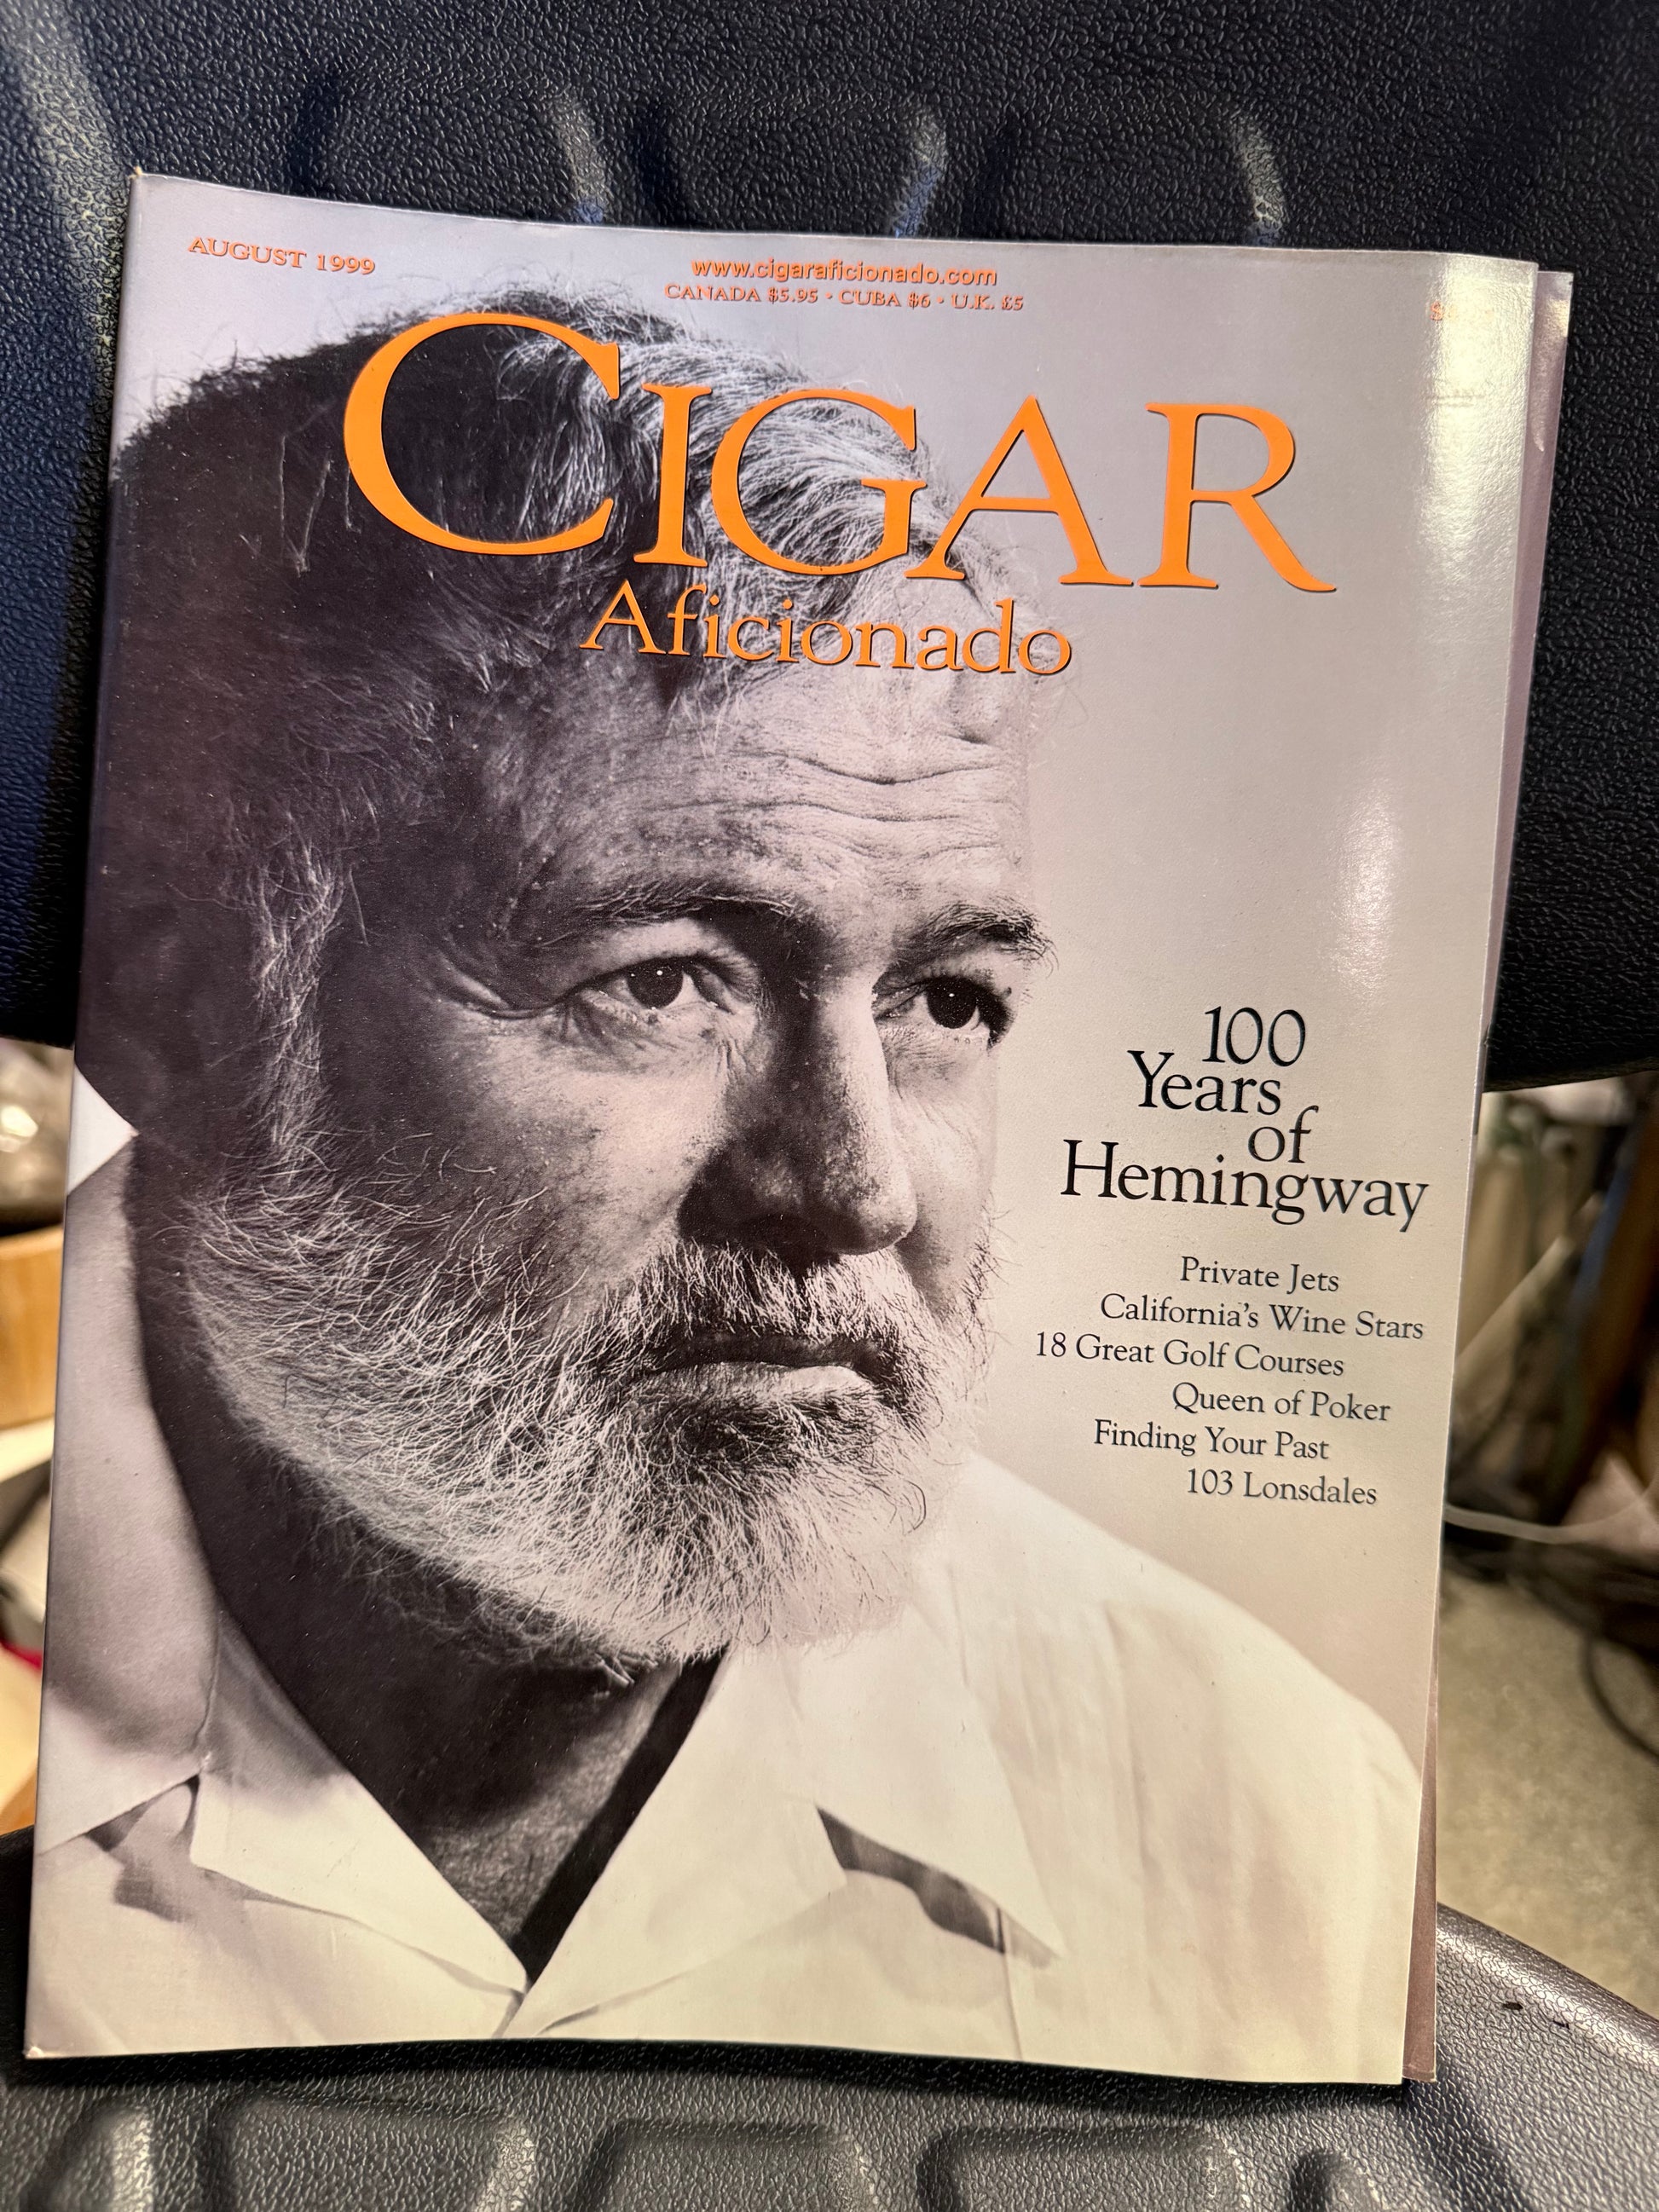 AUGUST 1999
www.cigaraficionado.com
CANADA $5.95 • CUBA $6 • U.K. £5
CIGAR
Aficionado
100
Years
of
Hemingway
Private Jets
California's Wine Stars
18 Great Golf Courses
Queen of Poker
Finding Your Past
103 Lonsdales